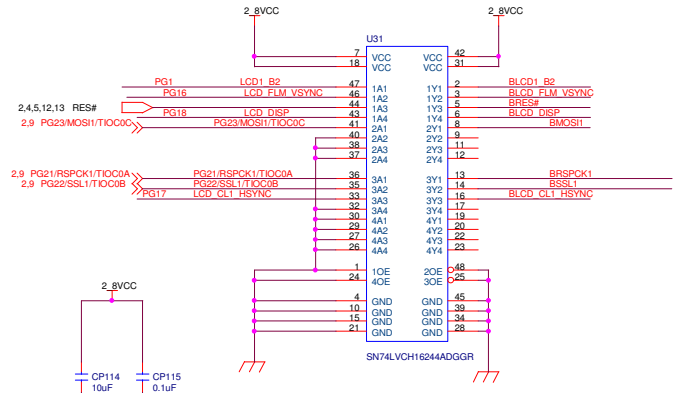 2_8VCC 2_8VCC
U31
7 VCC VCC 42
18 VCC VCC 31
PG1 LCD1_B2 47 1A1 1Y1 2 BLCD1_B2
PG16 LCD_FLM_VSYNC 46 1A2 1Y2 3 BLCD_FLM_VSYNC
2,4,5,12,13 RES# 44 1A3 1Y3 5 BRES#
PG18 LCD_DISP 43 1A4 1Y4 6 BLCD_DISP
2,9 PG23/MOSI1/TIOC0C PG23/MOSI1/TIOC0C 41 2A1 2Y1 8 BMOSI1
40 2A2 2Y2 9
38 2A3 2Y3 11
37 2A4 2Y4 12
2,9 PG21/RSPCK1/TIOC0A PG21/RSPCK1/TIOC0A 36 3A1 3Y1 13 BRSPCK1
2,9 PG22/SSL1/TIOC0B PG22/SSL1/TIOC0B 35 3A2 3Y2 14 BSSL1
PG17 LCD_CL1_HSYNC 33 3A3 3Y3 16 BLCD_CL1_HSYNC
32 3A4 3Y4 17
30 4A1 4Y1 19
29 4A2 4Y2 20
27 4A3 4Y3 22
26 4A4 4Y4 23
1 1OE 2OE 48
24 4OE 3OE 25
4 GND GND 45
10 GND GND 39
15 GND GND 34
21 GND GND 28
SN74LVCH16244ADGGR
2_8VCC
CP114 CP115
10uF 0.1uF